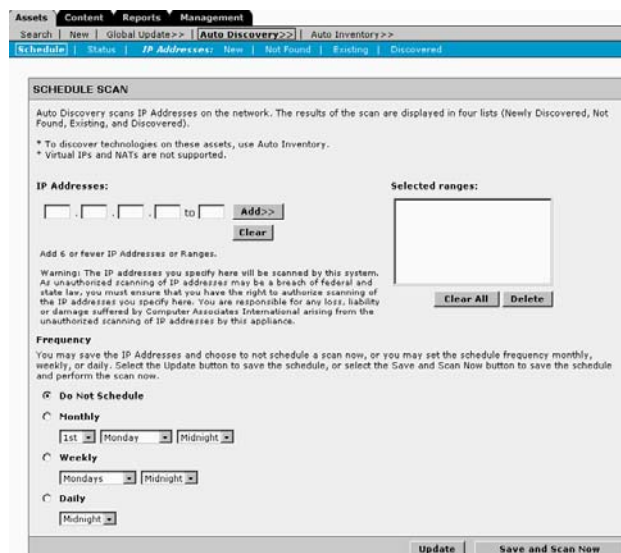 Assets Content Reports Management
Search | New | Global Update>> | Auto Discovery>> | Auto Inventory>>
Schedule | Status | IP Addresses: New | Not Found | Existing | Discovered
SCHEDULE SCAN
Auto Discovery scans IP Addresses on the network. The results of the scan are displayed in four lists (Newly Discovered, Not
Found, Existing, and Discovered).
* To discover technologies on these assets, use Auto Inventory.
* Virtual IPs and NATs are not supported.
IP Addresses:
. . . to Add>>
Clear
Add 6 or fewer IP Addresses or Ranges.
Warning: The IP addresses you specify here will be scanned by this system.
As unauthorized scanning of IP addresses may be a breach of federal and
state law, you must ensure that you have the right to authorize scanning of
the IP addresses you specify here. You are responsible for any loss, liability
or damage suffered by Computer Associates International arising from the
unauthorized scanning of IP addresses by this appliance.
Selected ranges:
Clear All Delete
Frequency
You may save the IP Addresses and choose to not schedule a scan now, or you may set the schedule frequency monthly,
weekly, or daily. Select the Update button to save the schedule, or select the Save and Scan Now button to save the schedule
and perform the scan now.
Do Not Schedule
Monthly
1st Monday Midnight
Weekly
Mondays Midnight
Daily
Midnight
Update Save and Scan Now